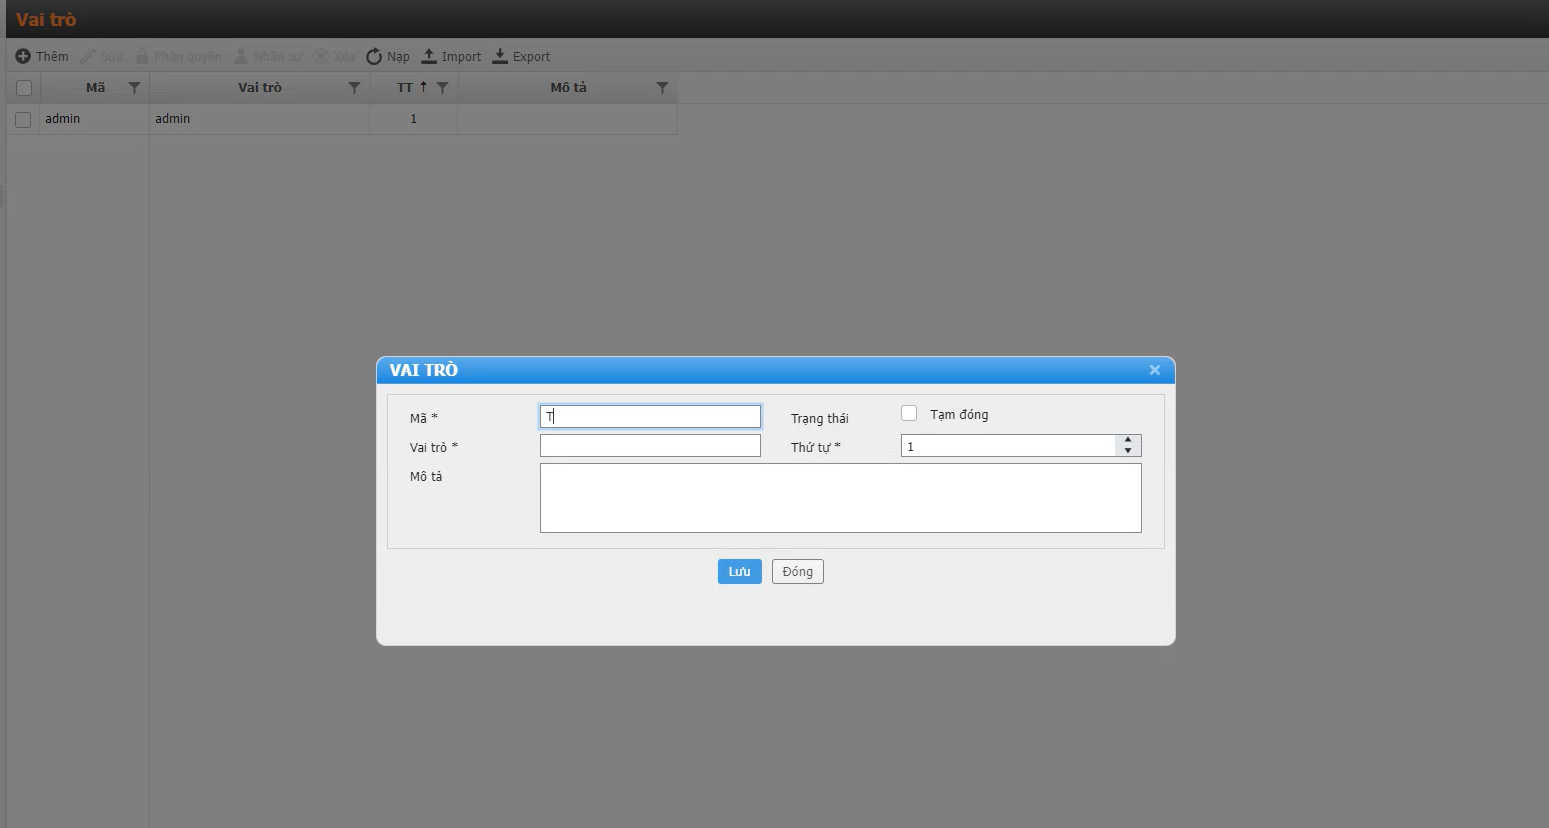 Vai trò
Thêm Sửa Phân quyền Nhân sự Xóa Nạp Import Export
Mã Vai trò TT Mô tả
admin admin 1
VAI TRÒ
Mã * T Trạng thái Tạm đóng
Vai trò * Thứ tự * 1
Mô tả
Lưu Đóng